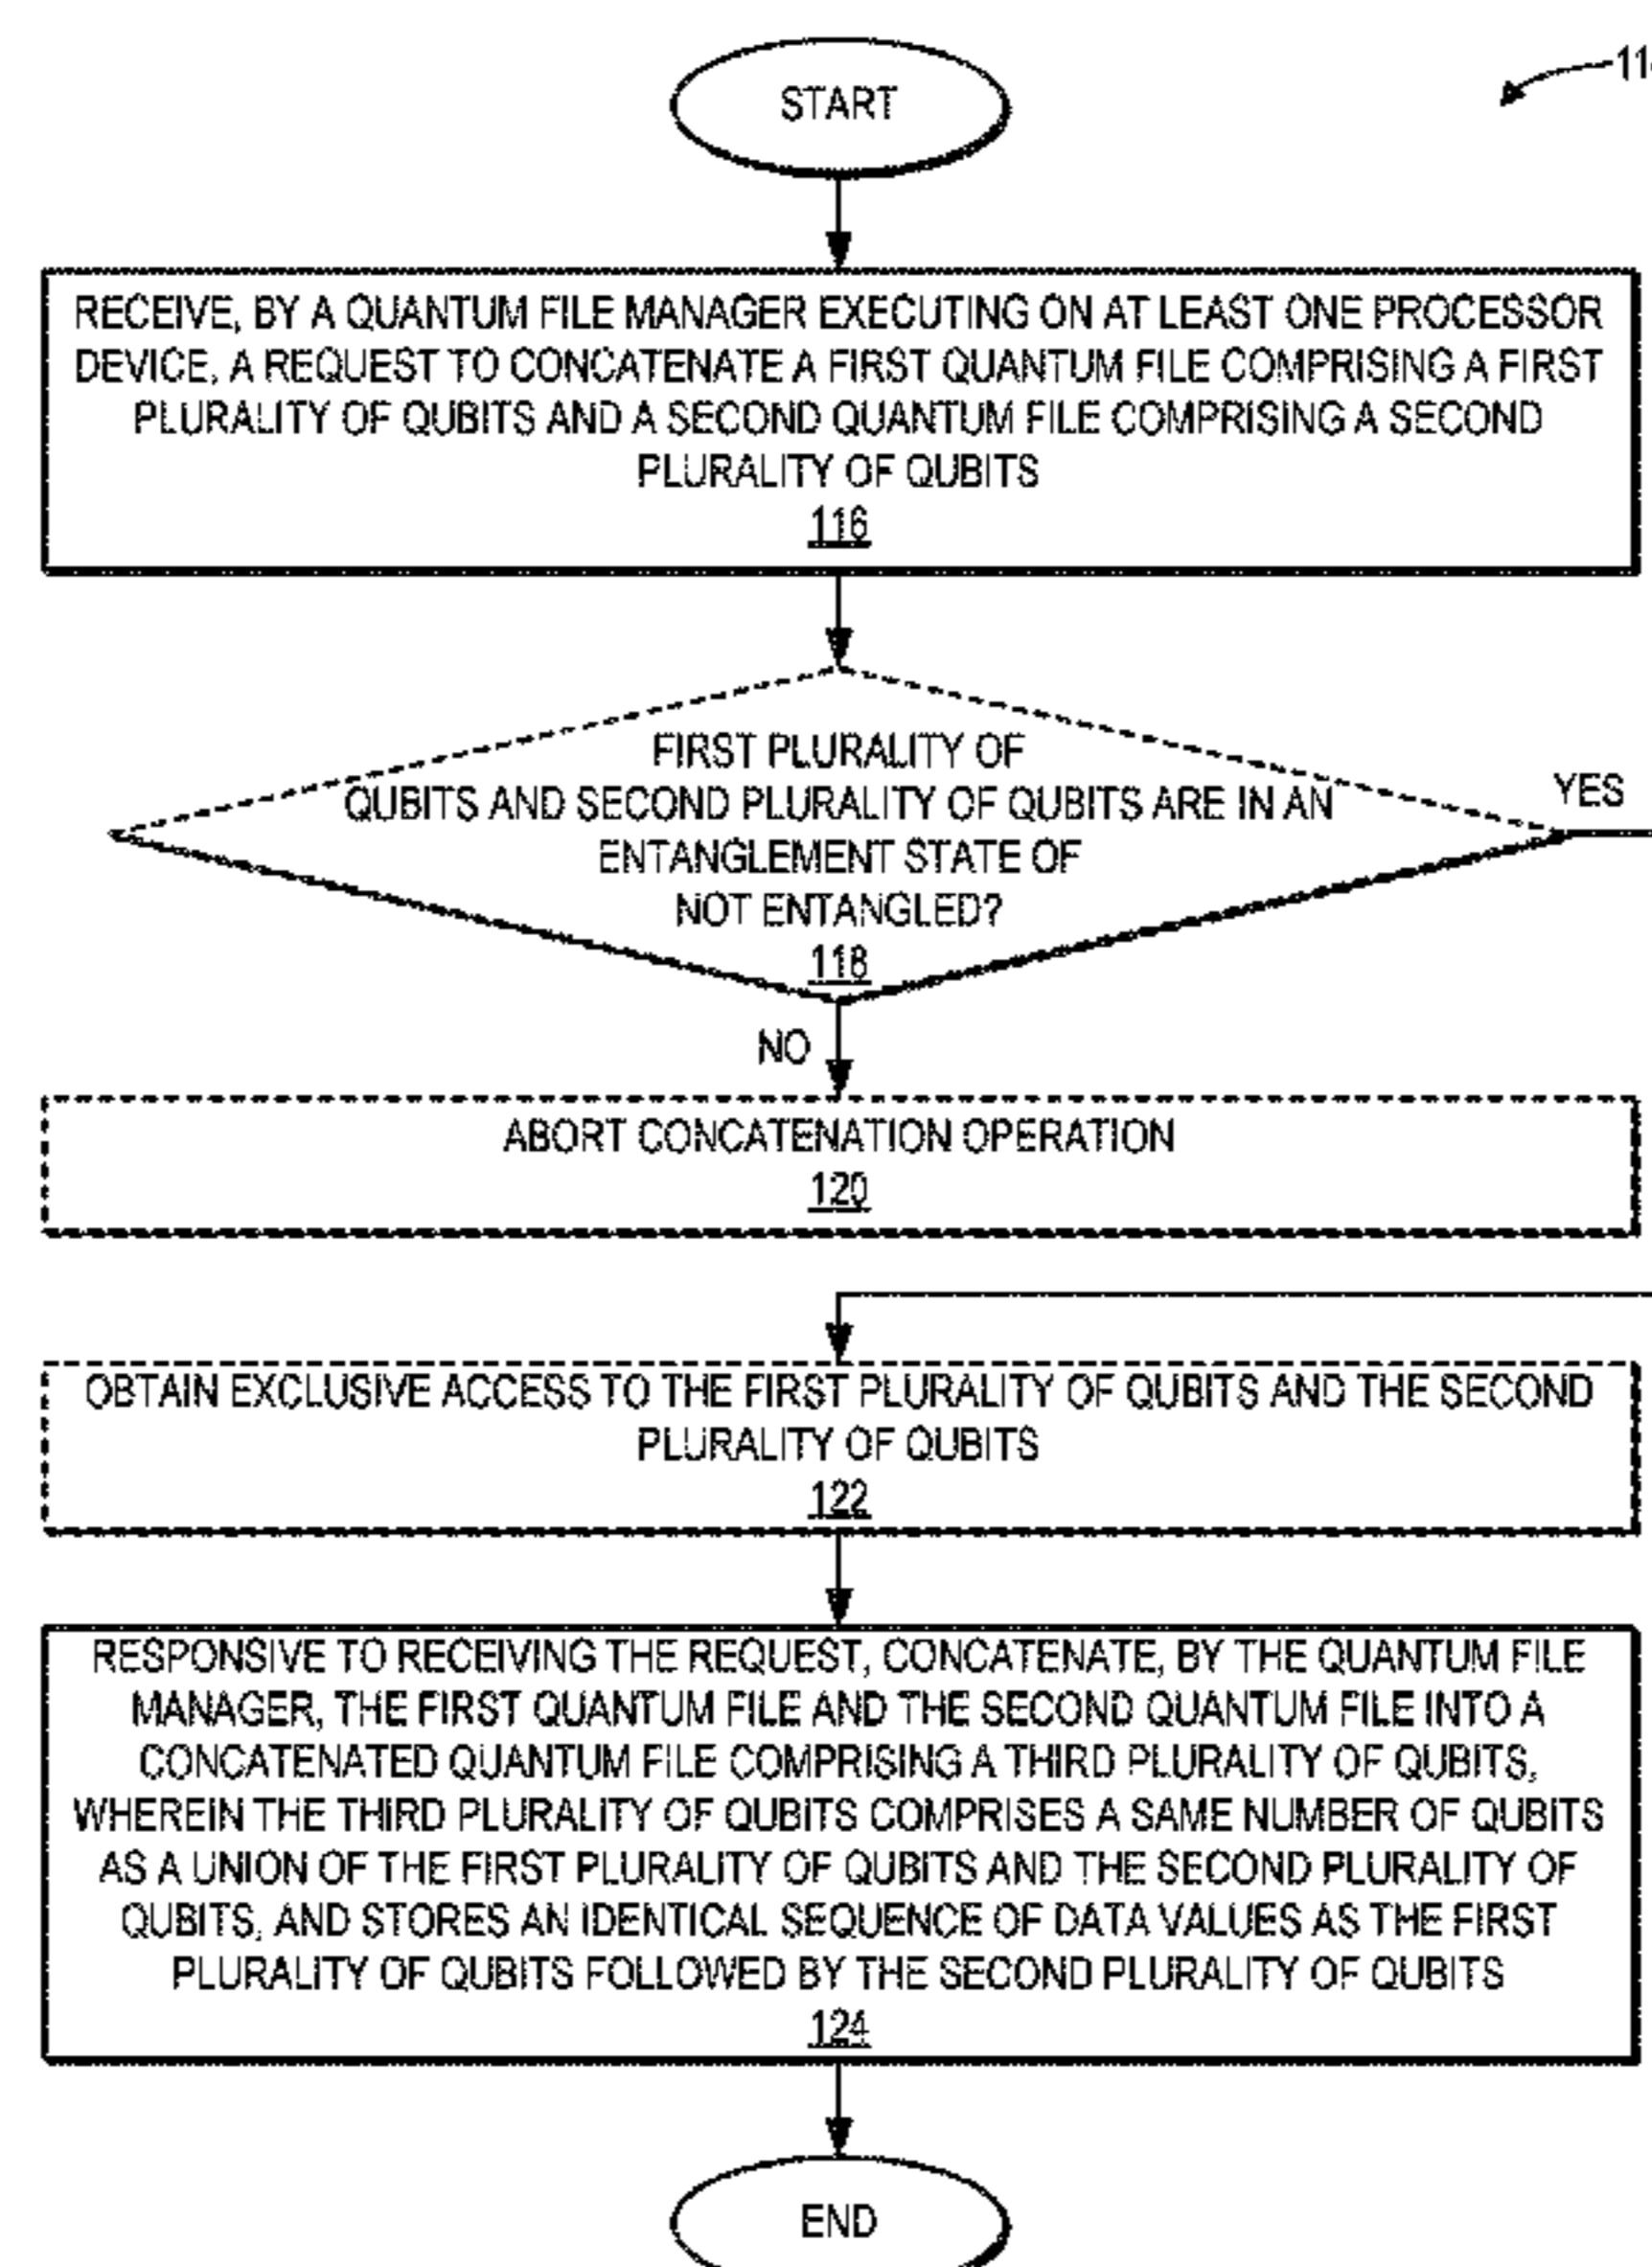 START
RECEIVE, BY A QUANTUM FILE MANAGER EXECUTING ON AT LEAST ONE PROCESSOR
DEVICE, A REQUEST TO CONCATENATE A FIRST QUANTUM FILE COMPRISING A FIRST
PLURALITY OF QUBITS AND A SECOND QUANTUM FILE COMPRISING A SECOND
PLURALITY OF QUBITS
116
FIRST PLURALITY OF
QUBITS AND SECOND PLURALITY OF QUBITS ARE IN AN
ENTANGLEMENT STATE OF
NOT ENTANGLED?
118
YES
NO
ABORT CONCATENATION OPERATION
120
OBTAIN EXCLUSIVE ACCESS TO THE FIRST PLURALITY OF QUBITS AND THE SECOND
PLURALITY OF QUBITS
122
RESPONSIVE TO RECEIVING THE REQUEST, CONCATENATE, BY THE QUANTUM FILE
MANAGER, THE FIRST QUANTUM FILE AND THE SECOND QUANTUM FILE INTO A
CONCATENATED QUANTUM FILE COMPRISING A THIRD PLURALITY OF QUBITS,
WHEREIN THE THIRD PLURALITY OF QUBITS COMPRISES A SAME NUMBER OF QUBITS
AS A UNION OF THE FIRST PLURALITY OF QUBITS AND THE SECOND PLURALITY OF
QUBITS, AND STORES AN IDENTICAL SEQUENCE OF DATA VALUES AS THE FIRST
PLURALITY OF QUBITS FOLLOWED BY THE SECOND PLURALITY OF QUBITS
124
END